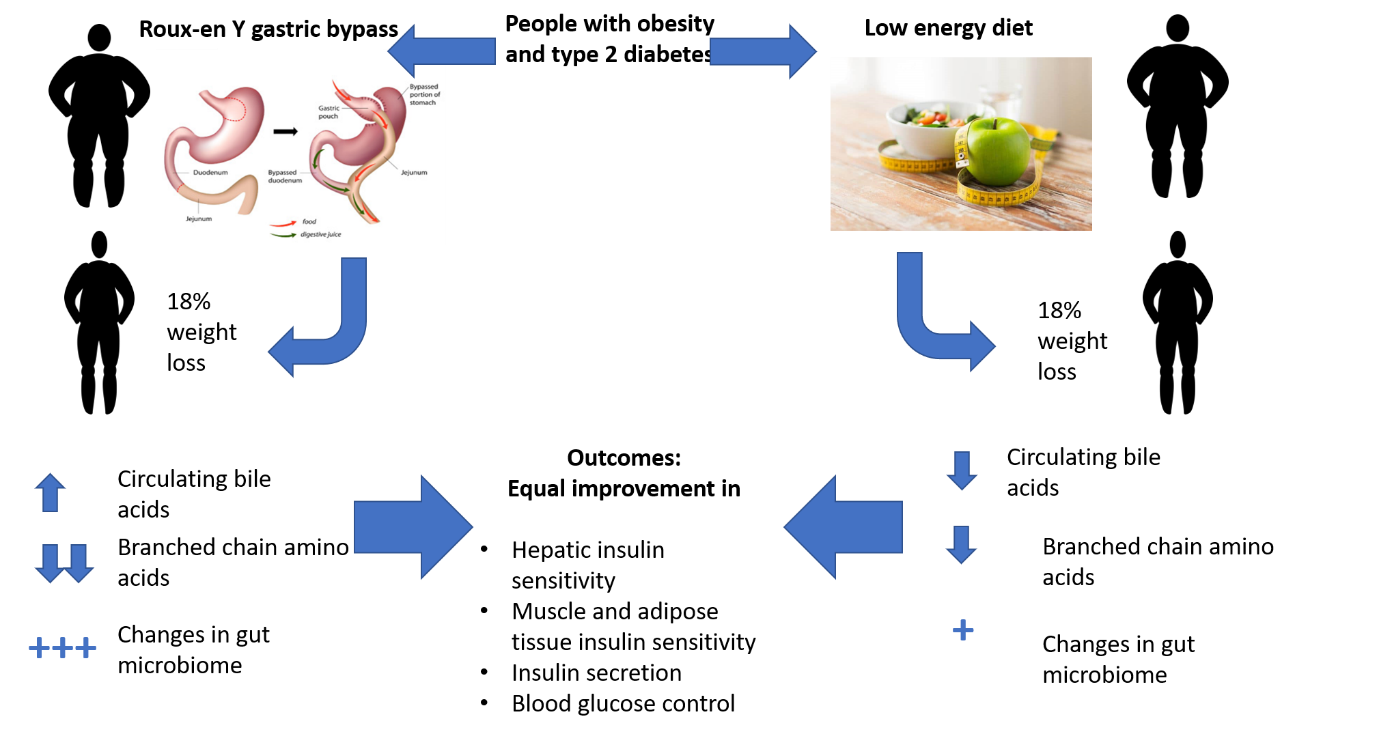 Roux-en Y gastric bypass
People with obesity
and type 2 diabetes
Low energy diet
Bypassed
portion of
stomach
Gastric
pouch
Duodenum
Bypassed
duodenum
Jejunum
Jejunum
food
digestive juice
18%
weight
loss
18%
weight
loss
Circulating bile
acids
Branched chain amino
acids
+++
Changes in gut
microbiome
Outcomes:
Equal improvement in
• Hepatic insulin
sensitivity
• Muscle and adipose
tissue insulin sensitivity
• Insulin secretion
• Blood glucose control
Circulating bile
acids
Branched chain amino
acids
+
Changes in gut
microbiome